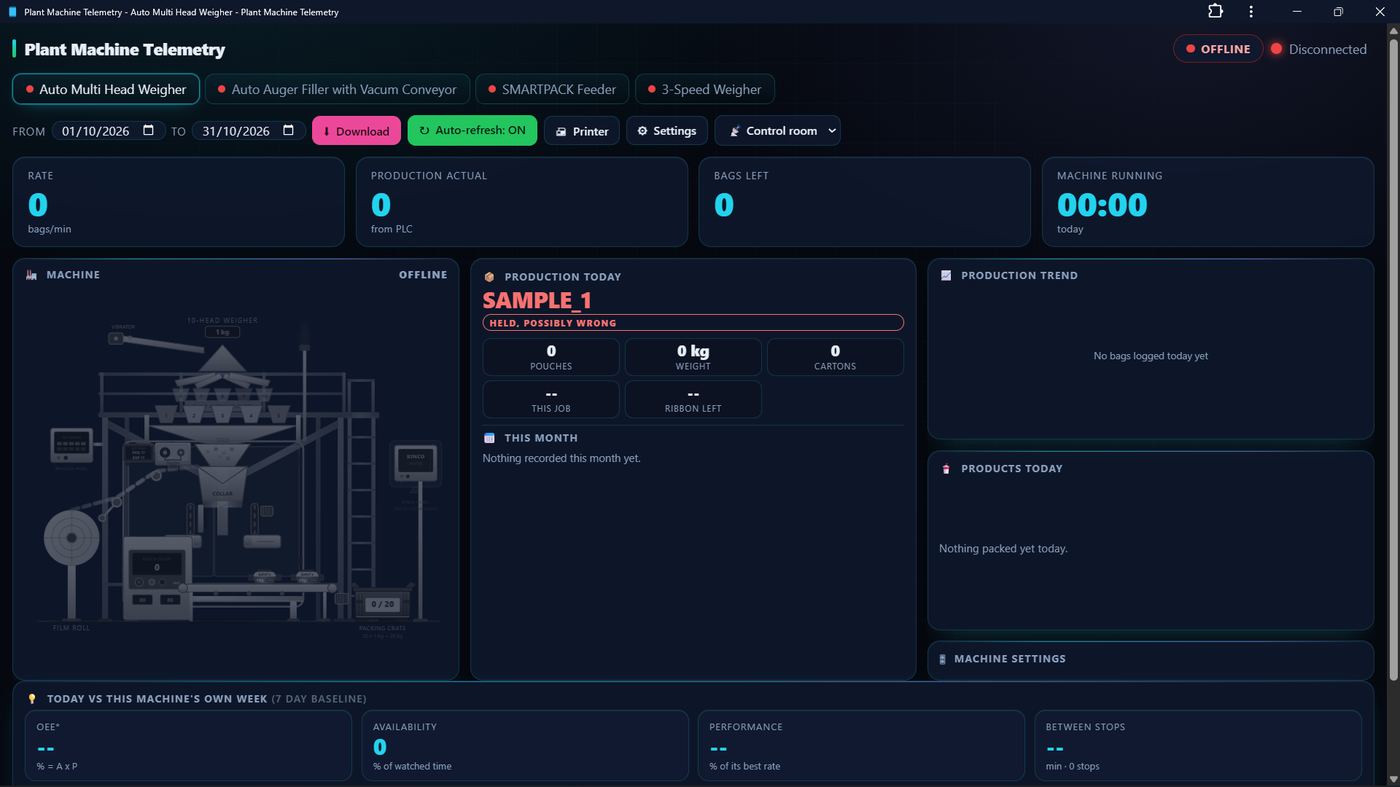 Plant Machine Telemetry - Auto Multi Head Weigher - Plant Machine Telemetry
Plant Machine Telemetry
OFFLINE
Disconnected
Auto Multi Head Weigher
Auto Auger Filler with Vacum Conveyor
SMARTPACK Feeder
3-Speed Weigher
FROM 01/10/2026 TO 31/10/2026 Download Auto-refresh: ON Printer Settings Control room
RATE
0
bags/min
PRODUCTION ACTUAL
0
from PLC
BAGS LEFT
0
MACHINE RUNNING
00:00
today
MACHINE
OFFLINE
10-HEAD WEIGHER
VIBRATOR
1 kg
COLLAR
0
0 / 20
FILM ROLL
PACKING CRATE
PRODUCTION TODAY
SAMPLE_1
HELD, POSSIBLY WRONG
0
POUCHES
0 kg
WEIGHT
0
CARTONS
--
THIS JOB
--
RIBBON LEFT
THIS MONTH
Nothing recorded this month yet.
PRODUCTION TREND
No bags logged today yet
PRODUCTS TODAY
Nothing packed yet today.
MACHINE SETTINGS
TODAY VS THIS MACHINE'S OWN WEEK (7 DAY BASELINE)
OEE*
--
% = A x P
AVAILABILITY
0
% of watched time
PERFORMANCE
--
% of its best rate
BETWEEN STOPS
--
min · 0 stops